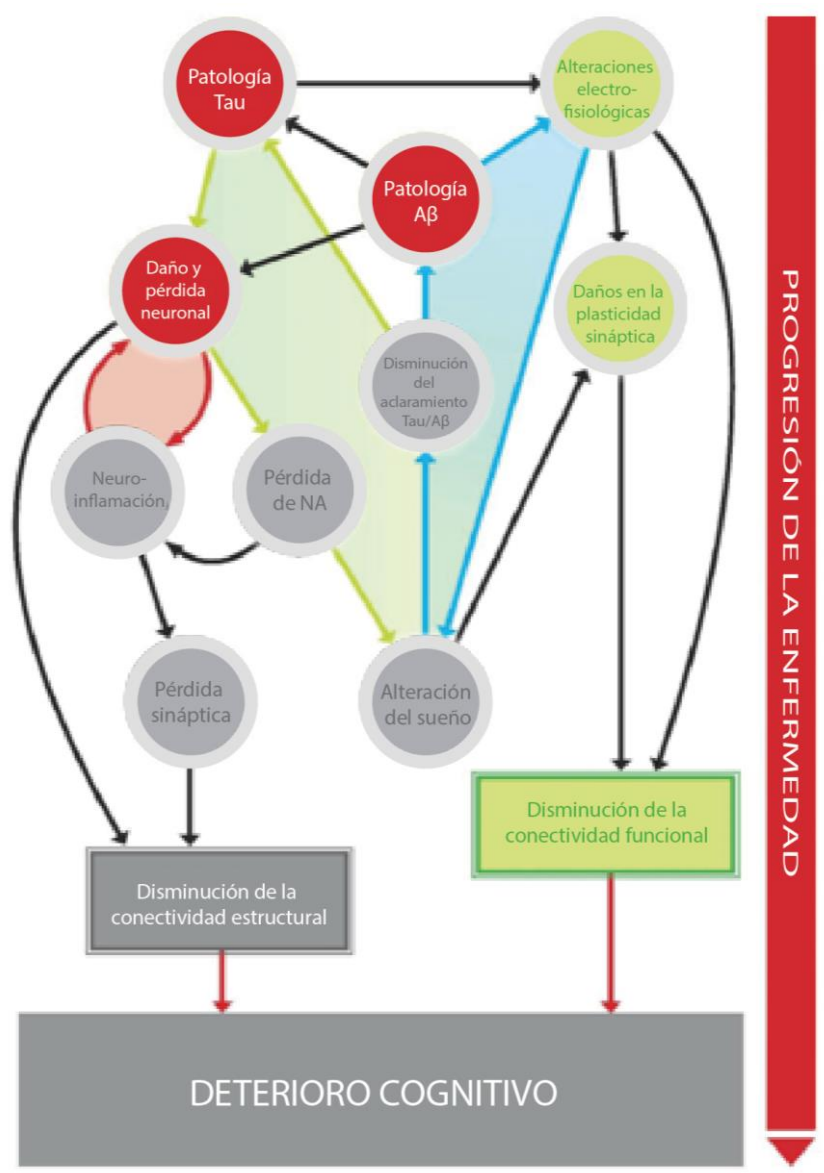 Patología
Tau
Alteraciones
electro-
fisiológicas
Patología
Aβ
Daño y
pérdida
neuronal
Daños en la
plasticidad
sináptica
Disminución
del
aclaramiento
Tau/Aβ
Neuro-
inflamación,
Pérdida
de NA
Pérdida
sináptica
Alteración
del sueño
Disminución de la
conectividad funcional
Disminución de la
conectividad estructural
DETERIORO COGNITIVO
PROGRESIÓN DE LA ENFERMEDAD